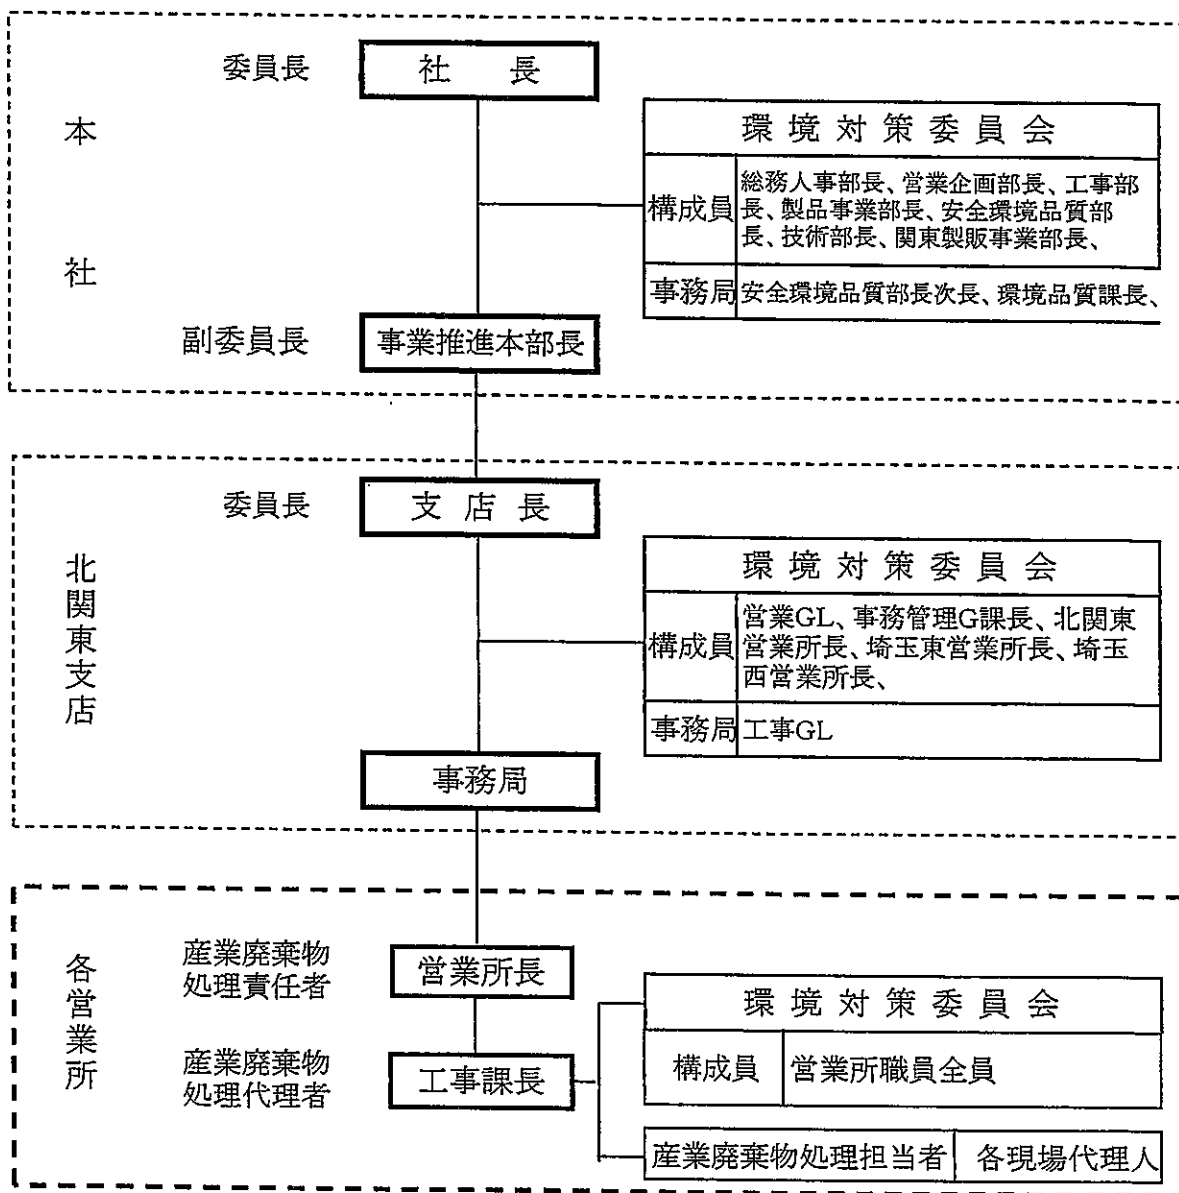 委員長
社長
本社
環境対策委員会
構成員
総務人事部長、営業企画部長、工事部
長、製品事業部長、安全環境品質部
長、技術部長、関東製販事業部長、
事務局
安全環境品質部長次長、環境品質課長、
副委員長
事業推進本部長
委員長
支店長
北関東支店
環境対策委員会
構成員
営業GL、事務管理G課長、北関東
営業所長、埼玉東営業所長、埼玉
西営業所長、
事務局
工事GL
事務局
各営業所
産業廃棄物
処理責任者
営業所長
産業廃棄物
処理代理者
工事課長
環境対策委員会
構成員
営業所職員全員
産業廃棄物処理担当者
各現場代理人